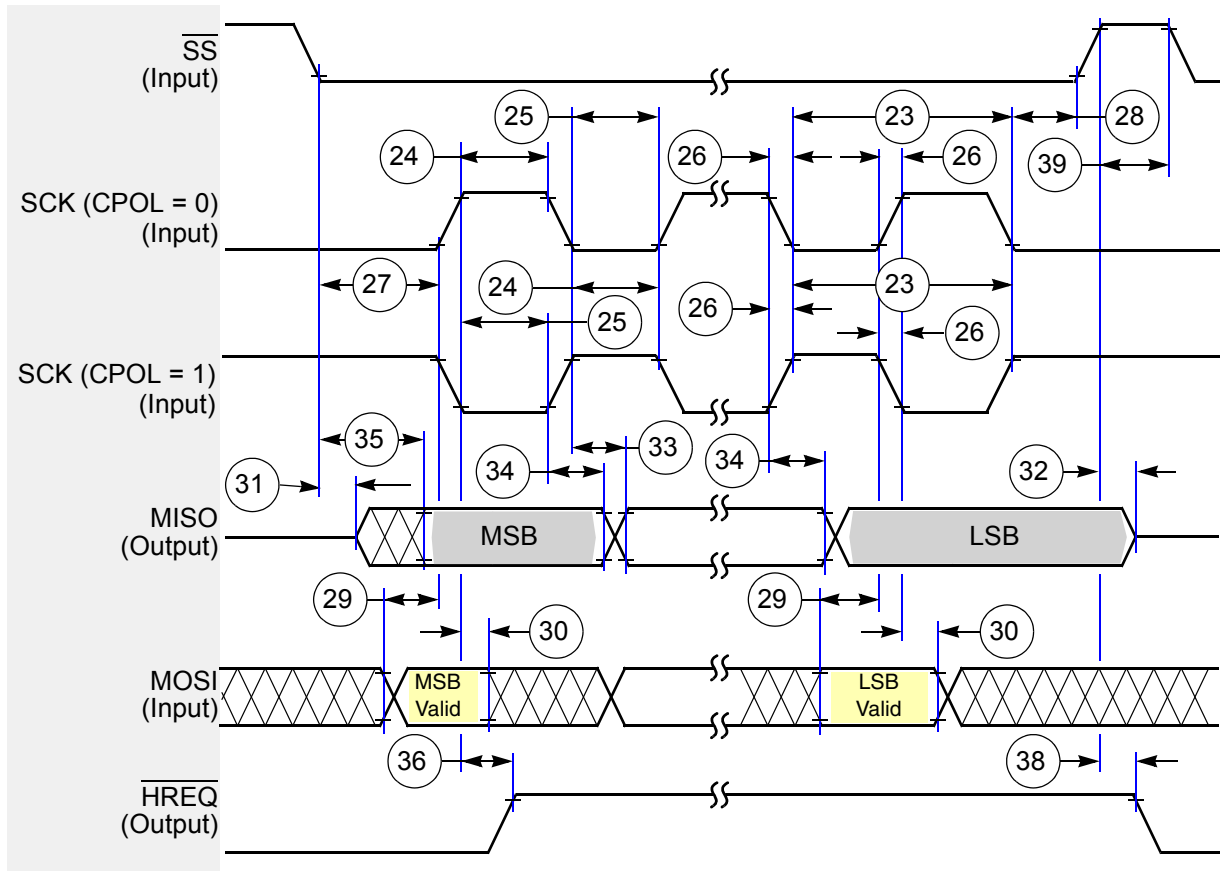 SS
(Input)
25
23
28
24
26
26
39
SCK (CPOL = 0)
(Input)
27
24
26
23
25
26
SCK (CPOL = 1)
(Input)
35
33
34
34
32
31
MISO
(Output)
MSB
LSB
29
29
30
30
MOSI
(Input)
MSB
Valid
LSB
Valid
36
38
HREQ
(Output)